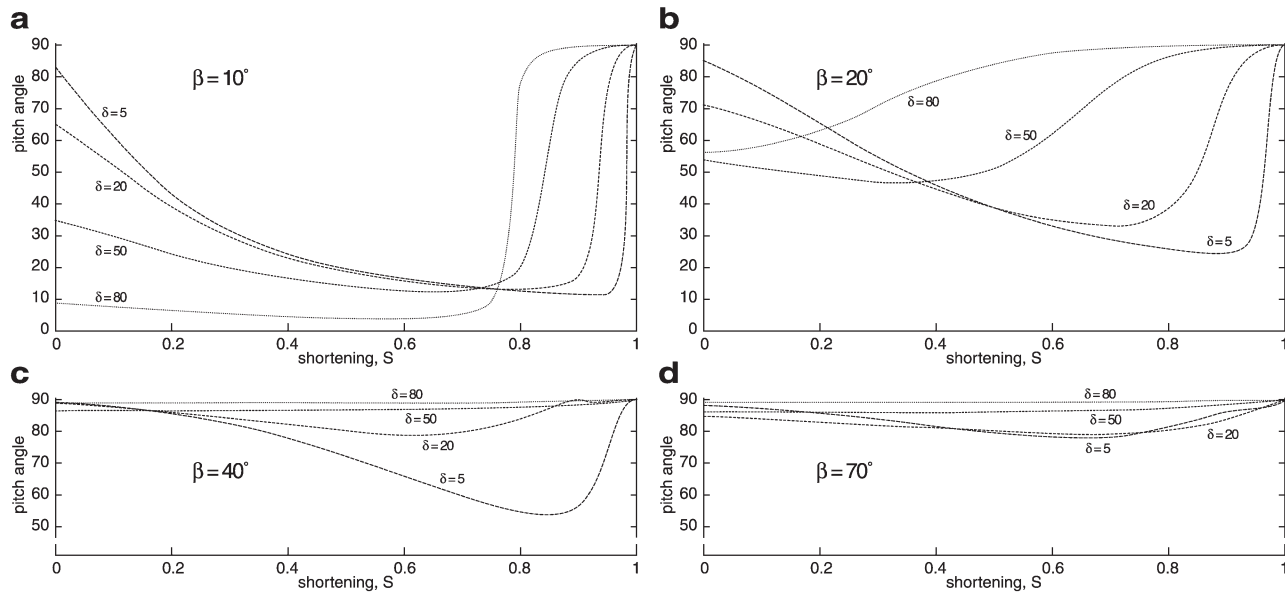 a
90
80
70
60
50
40
30
20
10
0
pitch angle
β = 10°
δ = 5
δ = 20
δ = 50
δ = 80
0 0.2 0.4 0.6 0.8 1
shortening, S
b
90
80
70
60
50
40
30
20
10
0
pitch angle
β = 20°
δ = 80
δ = 50
δ = 20
δ = 5
0 0.2 0.4 0.6 0.8 1
shortening, S
c
90
80
70
60
50
pitch angle
β = 40°
δ = 80
δ = 50
δ = 20
δ = 5
0 0.2 0.4 0.6 0.8 1
shortening, S
d
90
80
70
60
50
pitch angle
β = 70°
δ = 80
δ = 50
δ = 20
δ = 5
0 0.2 0.4 0.6 0.8 1
shortening, S